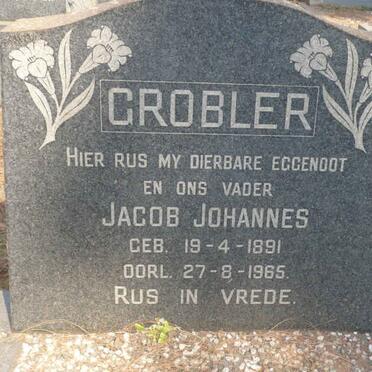 GROBLER
HIER RUS MY DIERBARE EGGENOOT
EN ONS VADER
JACOB JOHANNES
GEB. 19-4-1891
OORL. 27-8-1965.
RUS IN VREDE.